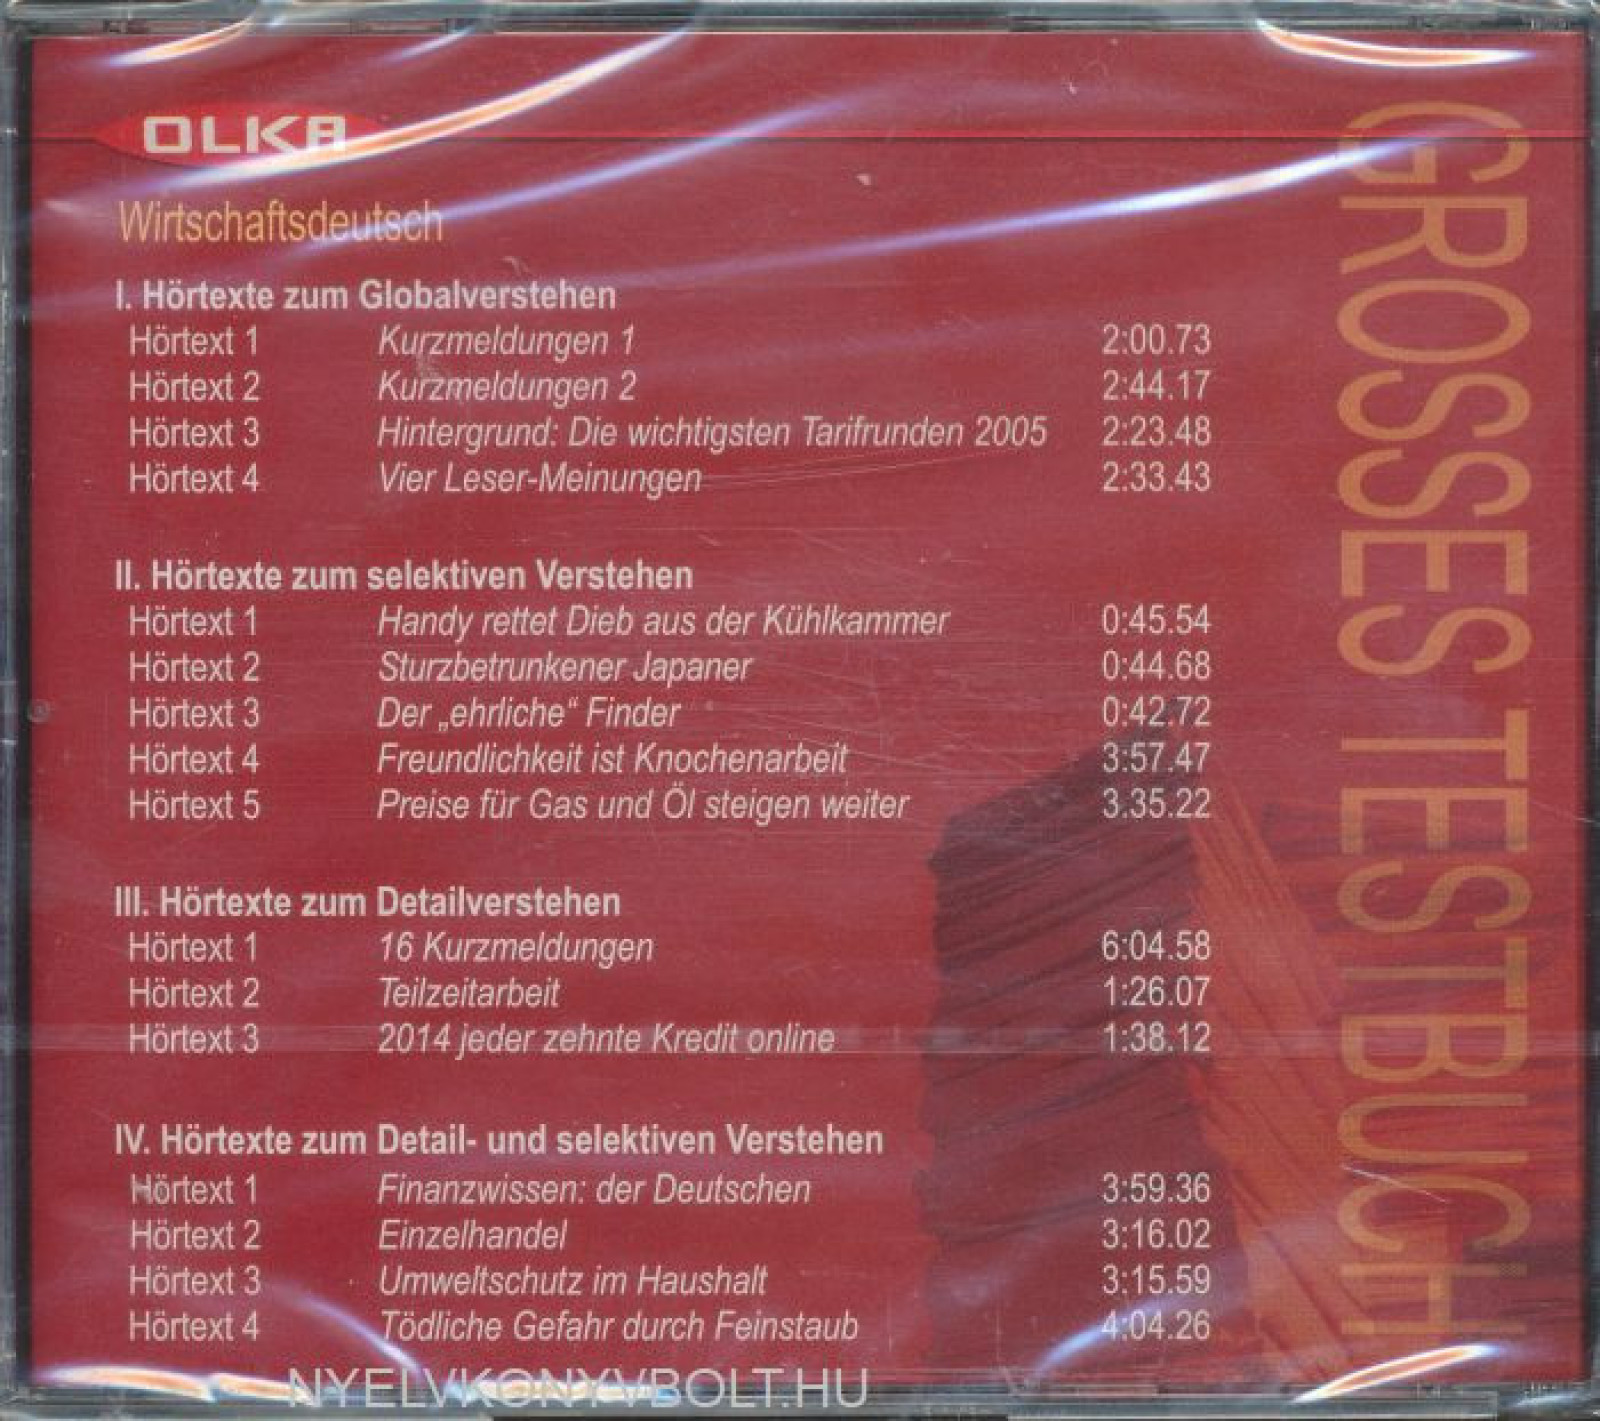 OLKA
Wirtschaftsdeutsch
I. Hörtexte zum Globalverstehen
Hörtext 1 Kurzmeldungen 1 2:00.73
Hörtext 2 Kurzmeldungen 2 2:44.17
Hörtext 3 Hintergrund: Die wichtigsten Tarifrunden 2005 2:23.48
Hörtext 4 Vier Leser-Meinungen 2:33.43
II. Hörtexte zum selektiven Verstehen
Hörtext 1 Handy rettet Dieb aus der Kühlkammer 0:45.54
Hörtext 2 Sturzbetrunkener Japaner 0:44.68
Hörtext 3 Der „ehrliche“ Finder 0:42.72
Hörtext 4 Freundlichkeit ist Knochenarbeit 3:57.47
Hörtext 5 Preise für Gas und Öl steigen weiter 3.35.22
III. Hörtexte zum Detailverstehen
Hörtext 1 16 Kurzmeldungen 6:04.58
Hörtext 2 Teilzeitarbeit 1:26.07
Hörtext 3 2014 jeder zehnte Kredit online 1:38.12
IV. Hörtexte zum Detail- und selektiven Verstehen
Hörtext 1 Finanzwissen: der Deutschen 3:59.36
Hörtext 2 Einzelhandel 3:16.02
Hörtext 3 Umweltschutz im Haushalt 3:15.59
Hörtext 4 Tödliche Gefahr durch Feinstaub 4:04.26
GROSSES TESTBUCH
NYELVKONYVBOLT.HU